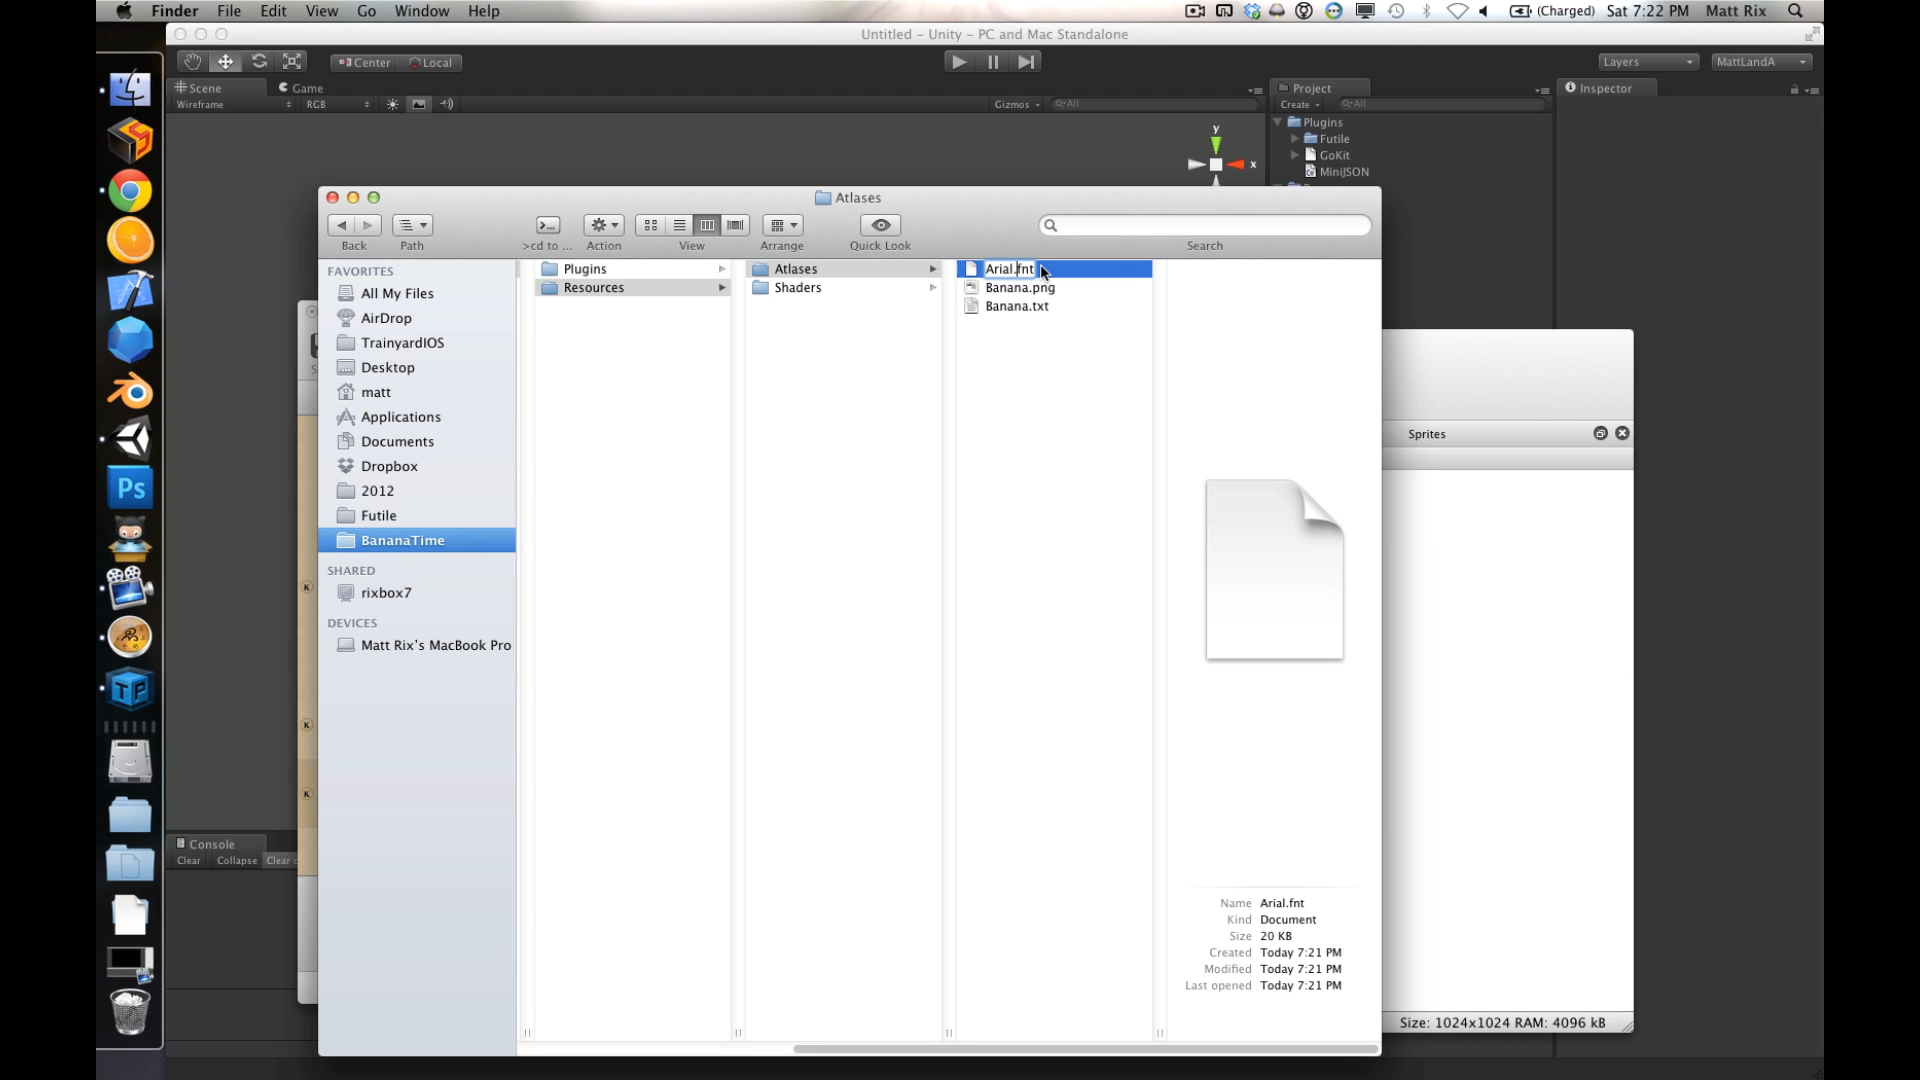 Finder File Edit View Go Window Help (Charged) Sat 7:22 PM Matt Rix
Untitled – Unity – PC and Mac Standalone
Center Local Layers MattLandA
Scene Game Project Inspector
Wireframe RGB Gizmos All Create All
y
x
Plugins
Futile
GoKit
MiniJSON
Atlases
>cd to ...
Back Path Action View Arrange Quick Look Search
FAVORITES
All My Files
AirDrop
TrainyardIOS
Desktop
matt
Applications
Documents
Dropbox
2012
Futile
BananaTime
SHARED
rixbox7
DEVICES
Matt Rix's MacBook Pro
Plugins
Resources
Atlases
Shaders
Arial.fnt
Banana.png
Banana.txt
Name Arial.fnt
Kind Document
Size 20 KB
Created Today 7:21 PM
Modified Today 7:21 PM
Last opened Today 7:21 PM
Sprites
Size: 1024x1024 RAM: 4096 kB
K
K
K
Console
Clear Collapse Clear
Ps
TP